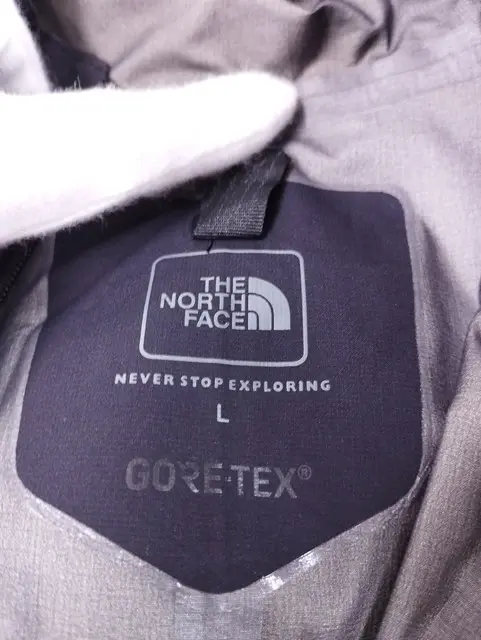 THE
NORTH
FACE
NEVER STOP EXPLORING
L
GORE-TEX®